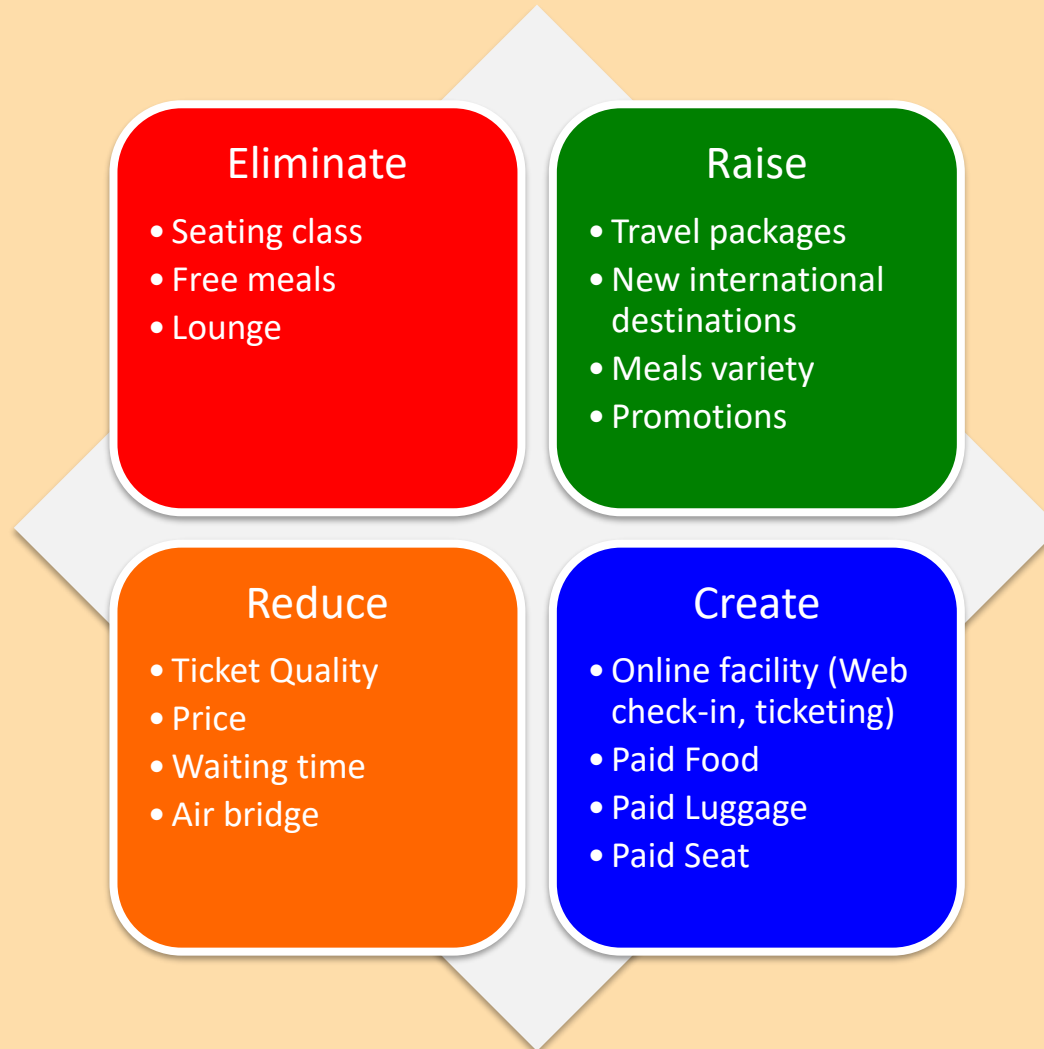 Eliminate
• Seating class
• Free meals
• Lounge
Raise
• Travel packages
• New international
destinations
• Meals variety
• Promotions
Reduce
• Ticket Quality
• Price
• Waiting time
• Air bridge
Create
• Online facility (Web
check-in, ticketing)
• Paid Food
• Paid Luggage
• Paid Seat